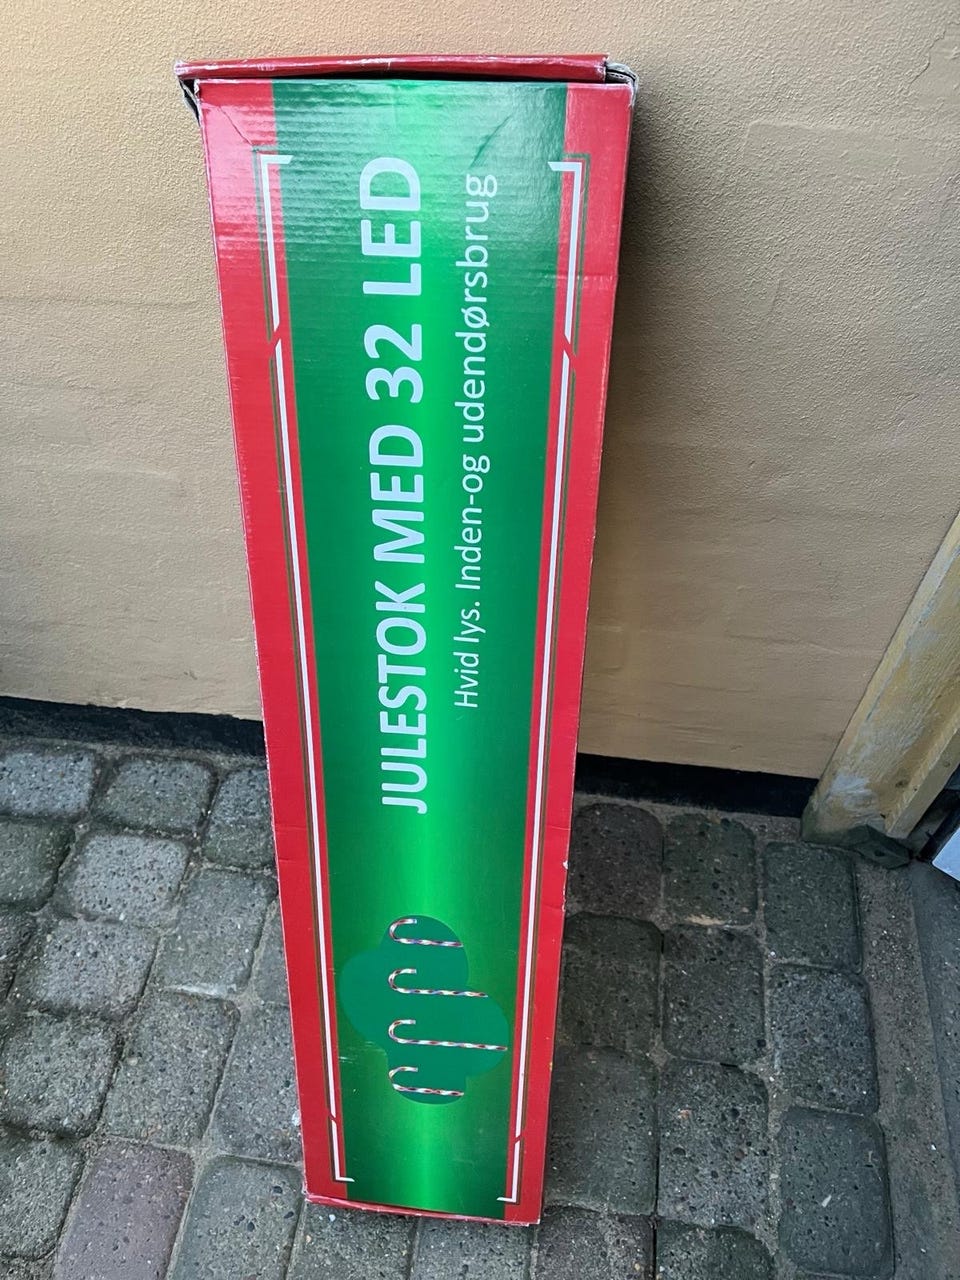 JULESTOK MED 32 LED
Hvid lys. Inden-og udendørsbrug